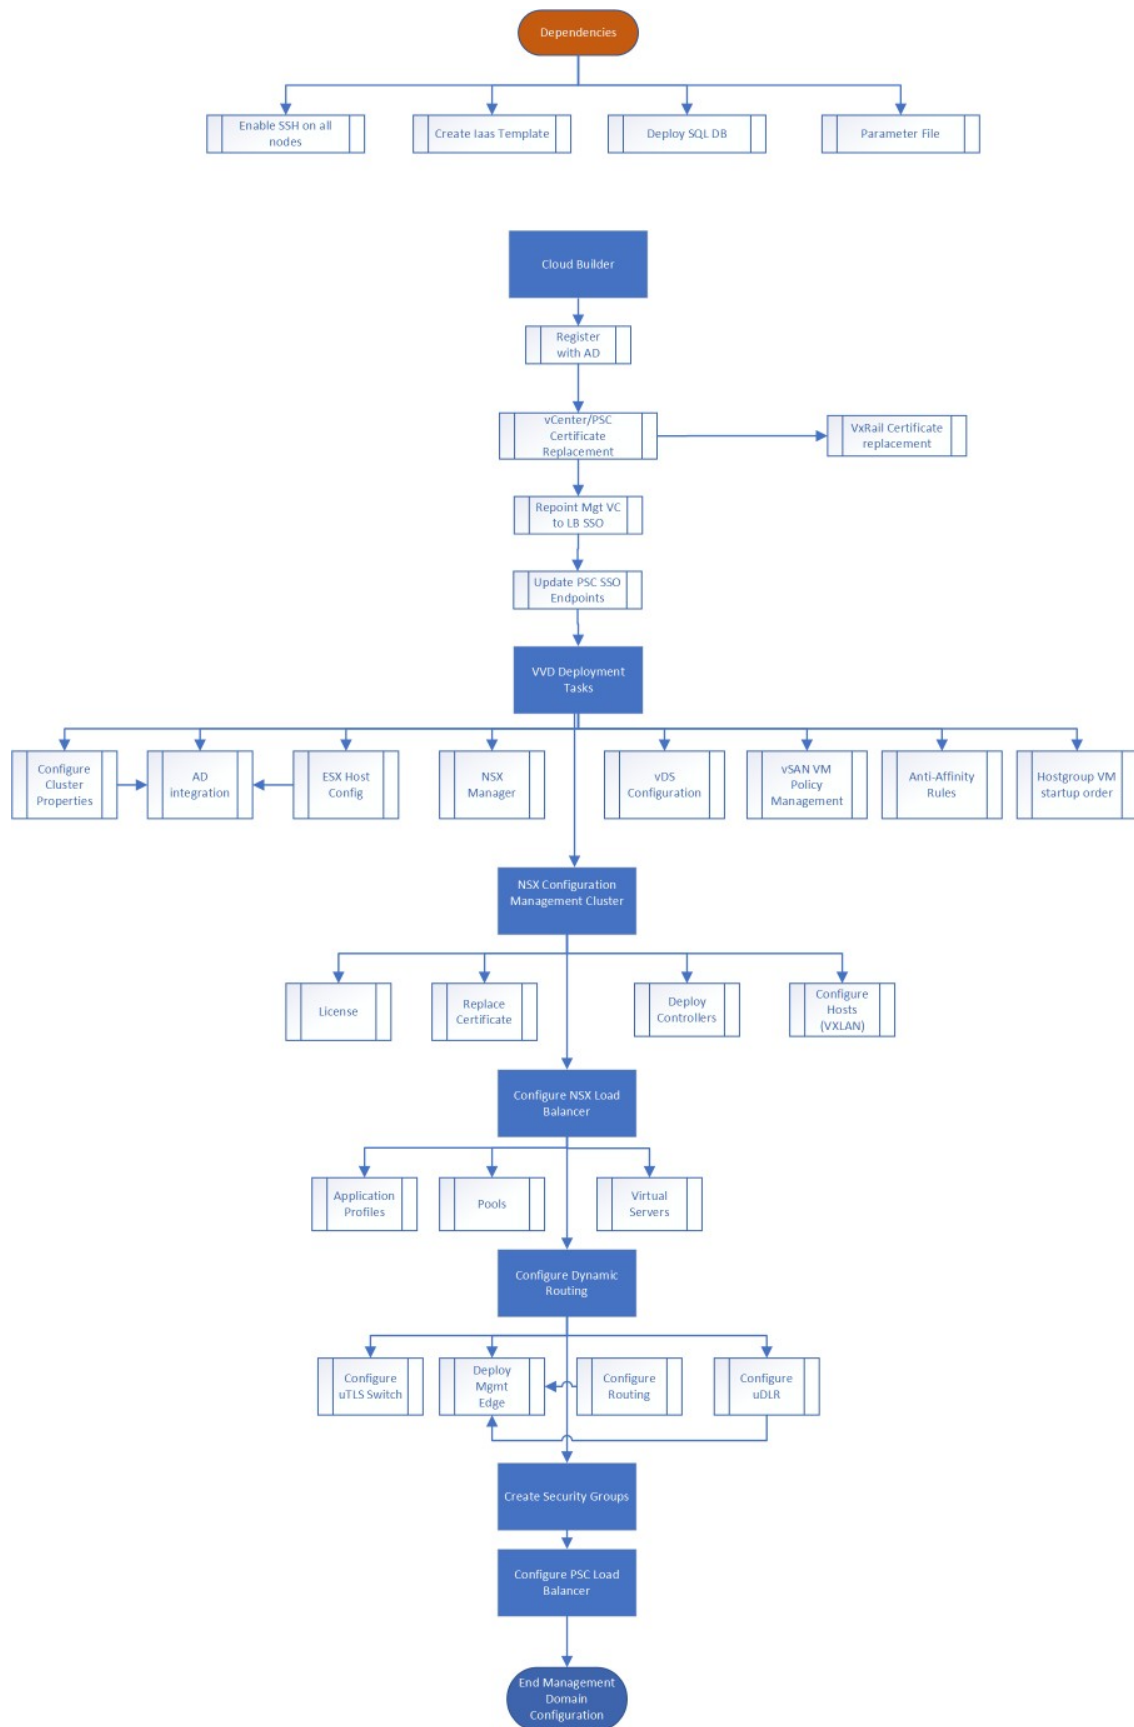 Dependencies
Enable SSH on all
nodes
Create Iaas Template
Deploy SQL DB
Parameter File
Cloud Builder
Register
with AD
vCenter/PSC
Certificate
Replacement
VxRail Certificate
replacement
Repoint Mgt VC
to LB SSO
Update PSC SSO
Endpoints
VVD Deployment
Tasks
Configure
Cluster
Properties
AD
integration
ESX Host
Config
NSX
Manager
vDS
Configuration
vSAN VM
Policy
Management
Anti-Affinity
Rules
Hostgroup VM
startup order
NSX Configuration
Management Cluster
License
Replace
Certificate
Deploy
Controllers
Configure
Hosts
(VXLAN)
Configure NSX Load
Balancer
Application
Profiles
Pools
Virtual
Servers
Configure Dynamic
Routing
Configure
uTLS Switch
Deploy
Mgmt
Edge
Configure
Routing
Configure
uDLR
Create Security Groups
Configure PSC Load
Balancer
End Management
Domain
Configuration